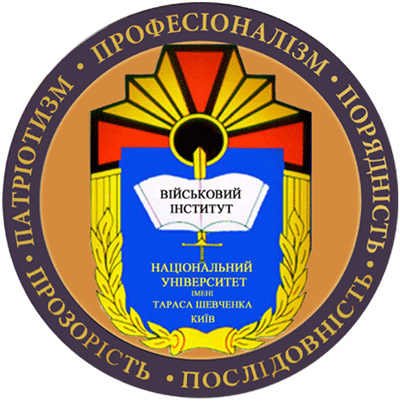 ПАТРІОТИЗМ • ПРОФЕСІОНАЛІЗМ • ПОРЯДНІСТЬ • ПОСЛІДОВНІСТЬ • ПРОЗОРІСТЬ •
ВІЙСЬКОВИЙ
ІНСТИТУТ
НАЦІОНАЛЬНИЙ
УНІВЕРСИТЕТ
ІМЕНІ
ТАРАСА ШЕВЧЕНКА
КИЇВ